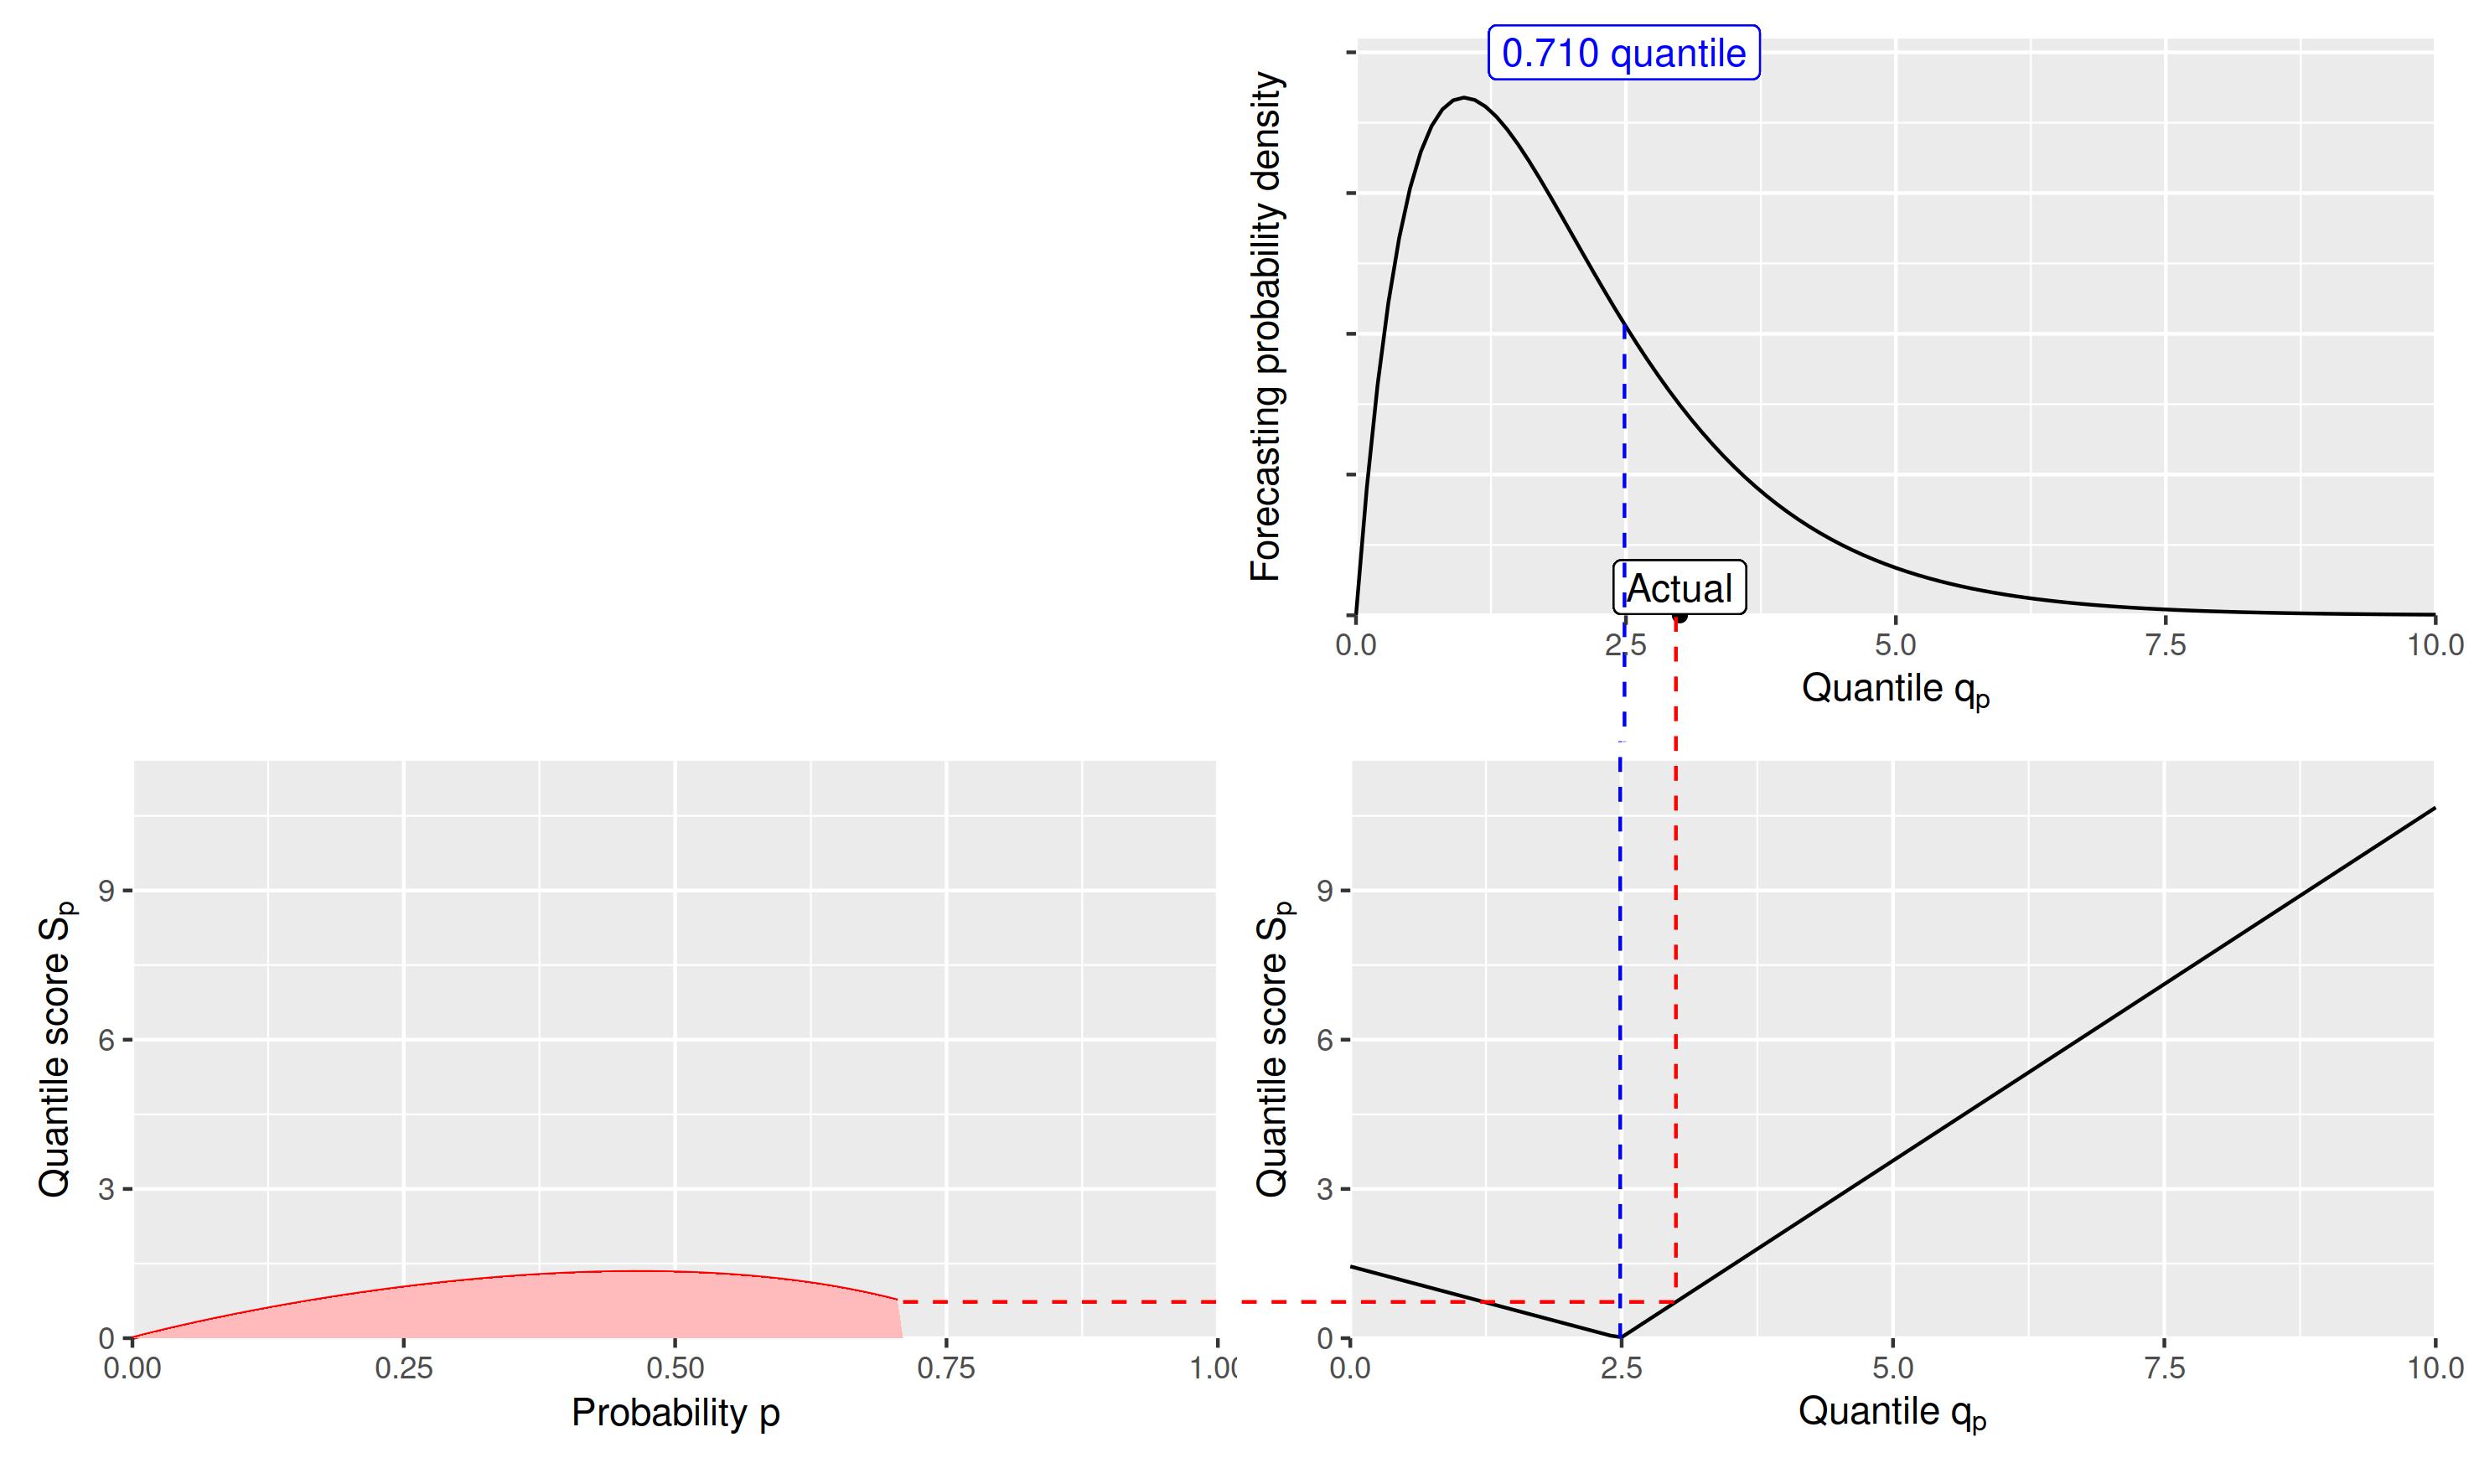 0.710 quantile
Forecasting probability density
Actual
0.0 2.5 5.0 7.5 10.0
Quantile qp
Quantile score Sp
9
6
3
0
0.00 0.25 0.50 0.75 1.0
Probability p
Quantile score Sp
9
6
3
0
0.0 2.5 5.0 7.5 10.0
Quantile qp